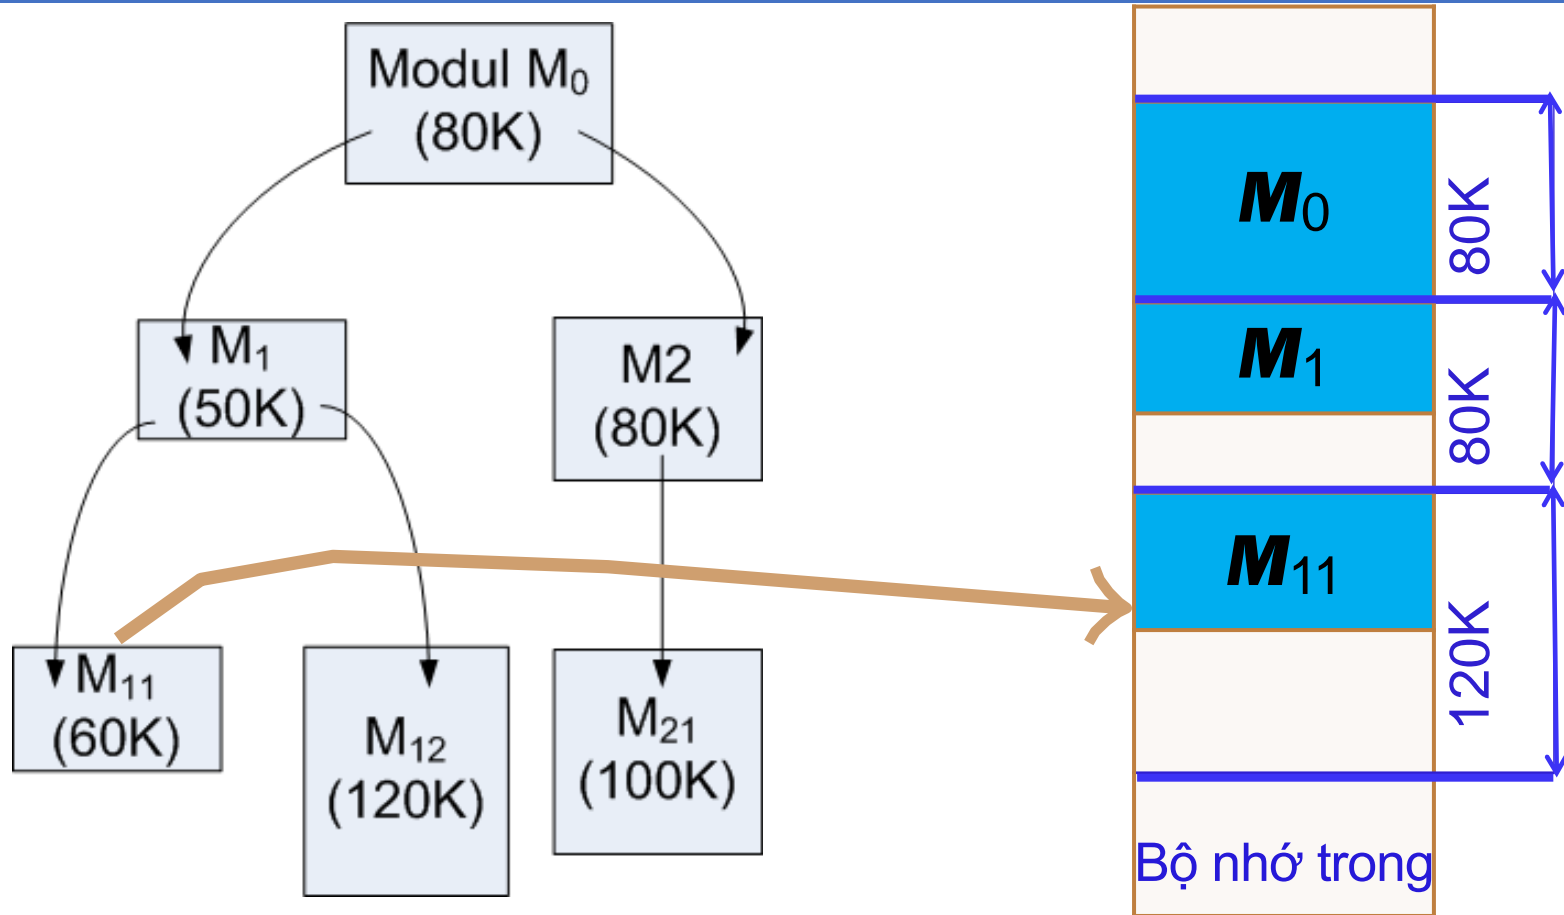 Modul M₀
(80K)
M₁
(50K)
M2
(80K)
M₁₁
(60K)
M₁₂
(120K)
M₂₁
(100K)
M₀
80K
M₁
80K
M₁₁
120K
Bộ nhớ trong